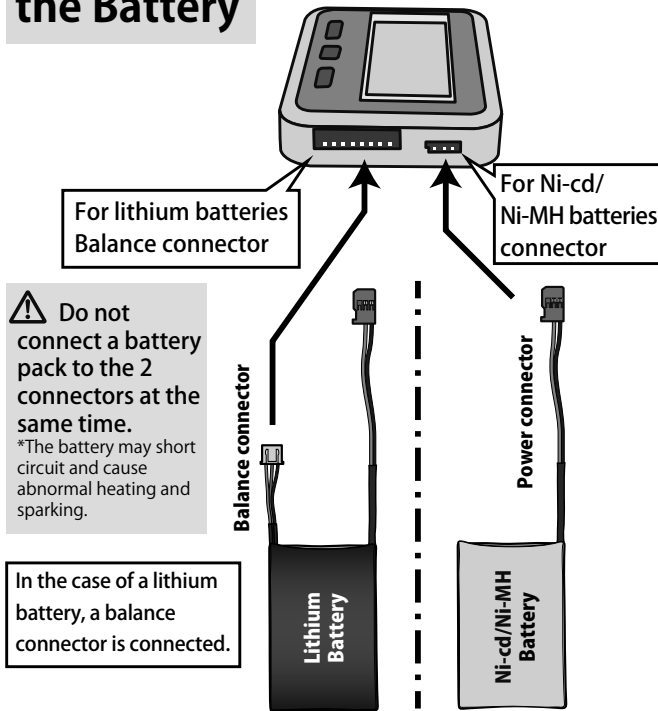 the Battery
For lithium batteries
Balance connector
For Ni-cd/
Ni-MH batteries
connector
⚠ Do not
connect a battery
pack to the 2
connectors at the
same time.
*The battery may short
circuit and cause
abnormal heating and
sparking.
Balance connector
Power connector
In the case of a lithium
battery, a balance
connector is connected.
Lithium
Battery
Ni-cd/Ni-MH
Battery